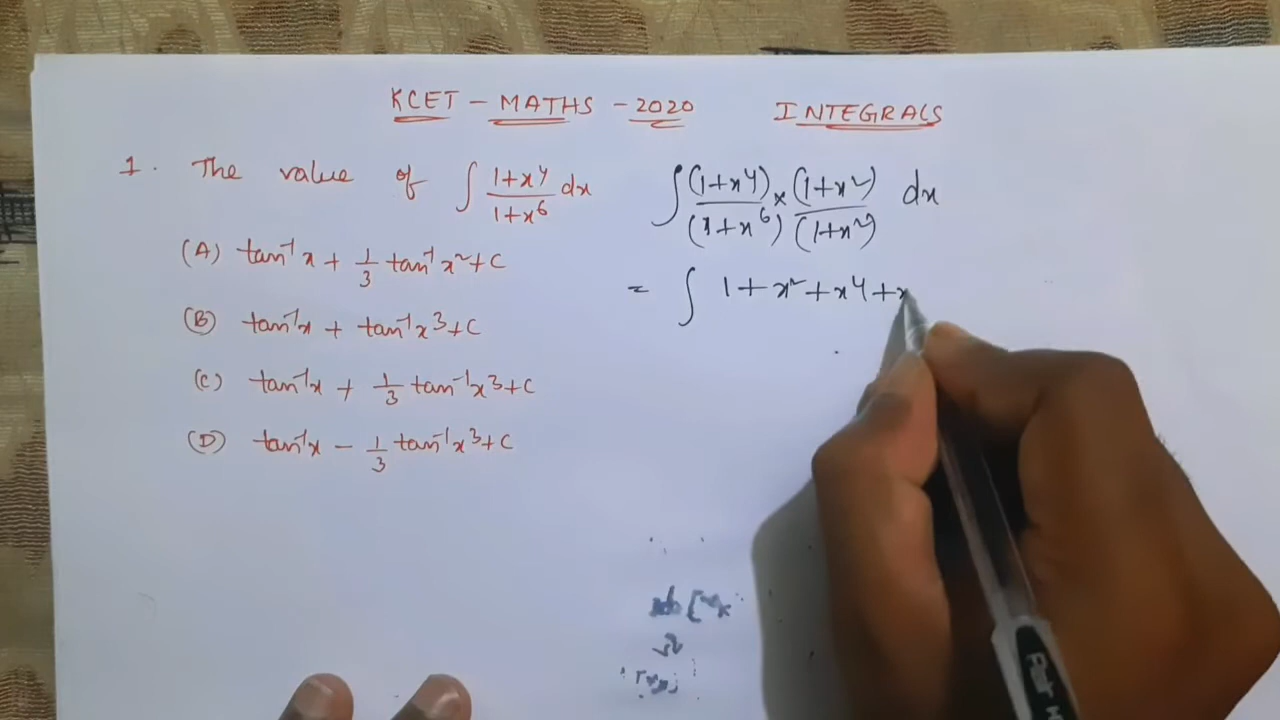 KCET - MATHS - 2020 INTEGRALS
1. The value of ∫ (1+x⁴)/(1+x⁶) dx
(A) tan⁻¹x + 1/3 tan⁻¹x² + C
(B) tan⁻¹x + tan⁻¹x³ + C
(C) tan⁻¹x + 1/3 tan⁻¹x³ + C
(D) tan⁻¹x - 1/3 tan⁻¹x³ + C
∫ (1+x⁴)/(1+x⁶) × (1+x²)/(1+x²) dx
= ∫ 1+x²+x⁴+x